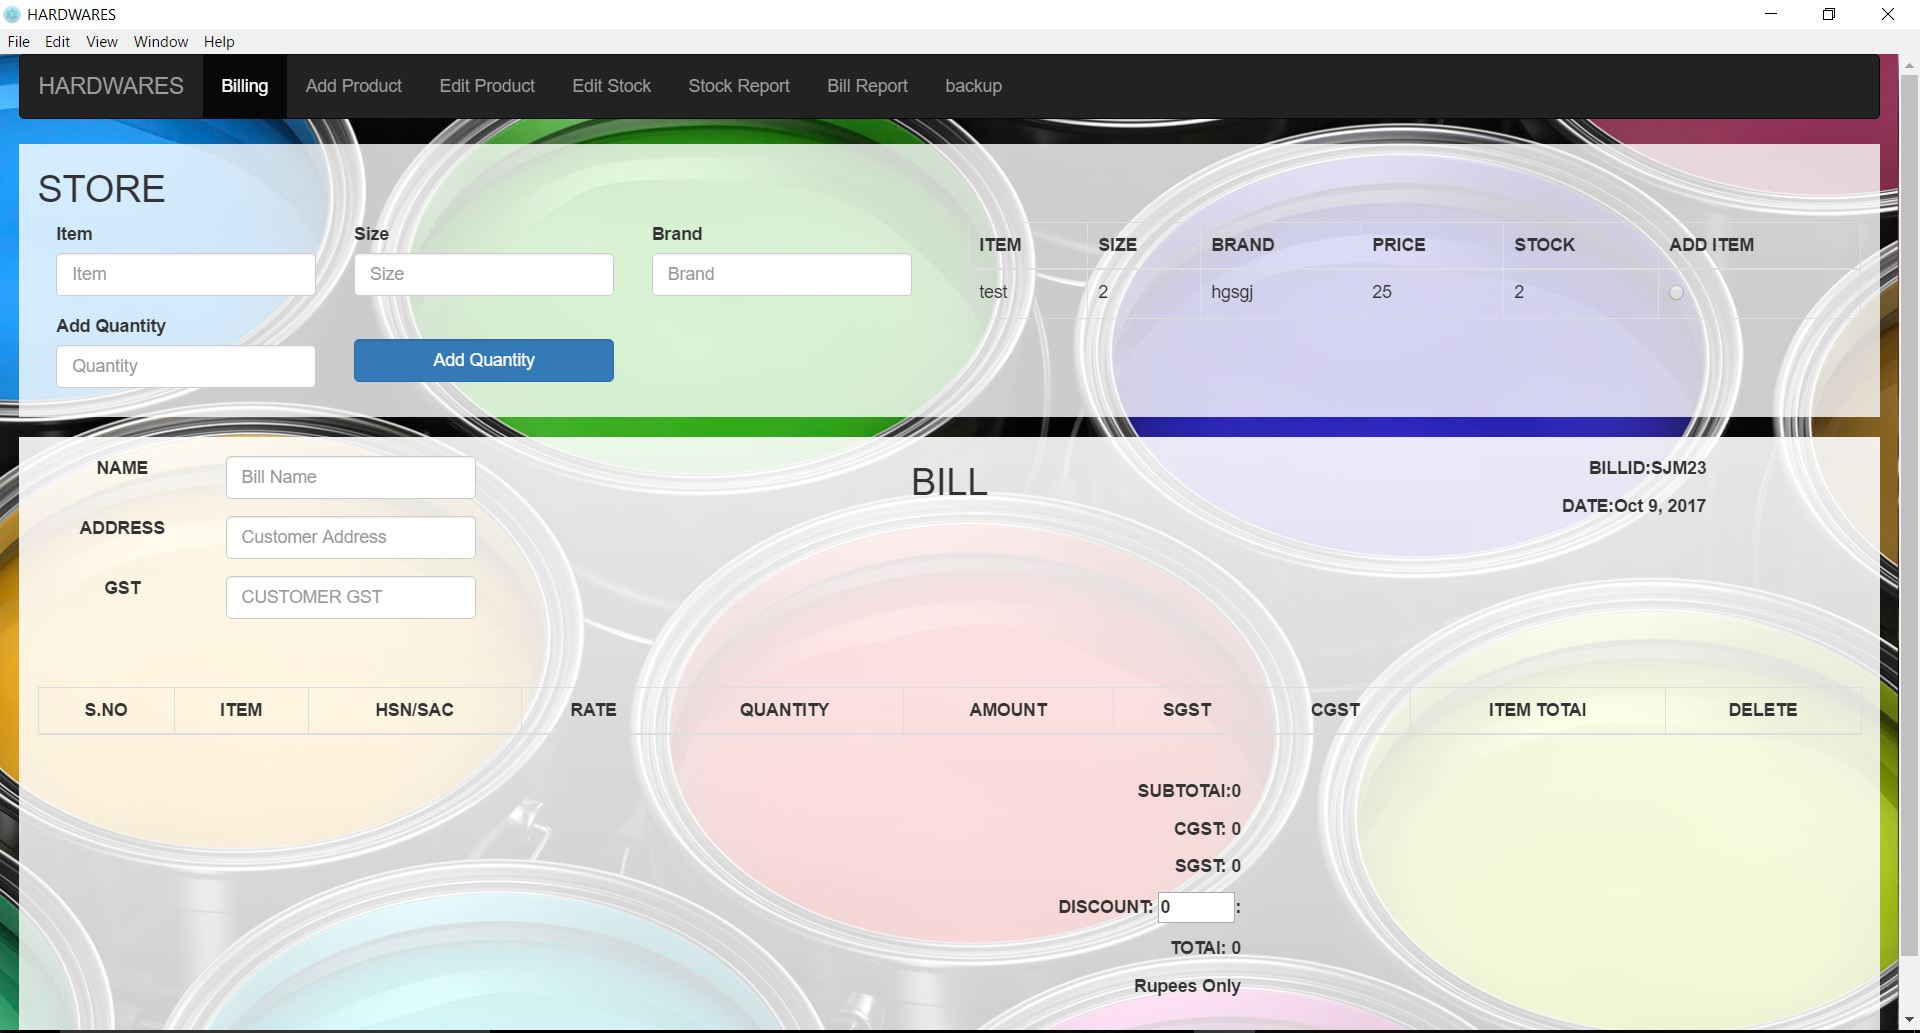 HARDWARES
File Edit View Window Help
HARDWARES Billing Add Product Edit Product Edit Stock Stock Report Bill Report backup
STORE
Item Size Brand
Item Size Brand
ITEM SIZE BRAND PRICE STOCK ADD ITEM
test 2 hgsgj 25 2
Add Quantity
Quantity Add Quantity
BILL
NAME Bill Name
ADDRESS Customer Address
GST CUSTOMER GST
BILLID:SJM23
DATE:Oct 9, 2017
S.NO ITEM HSN/SAC RATE QUANTITY AMOUNT SGST CGST ITEM TOTAl DELETE
SUBTOTAl:0
CGST: 0
SGST: 0
DISCOUNT: 0 :
TOTAl: 0
Rupees Only